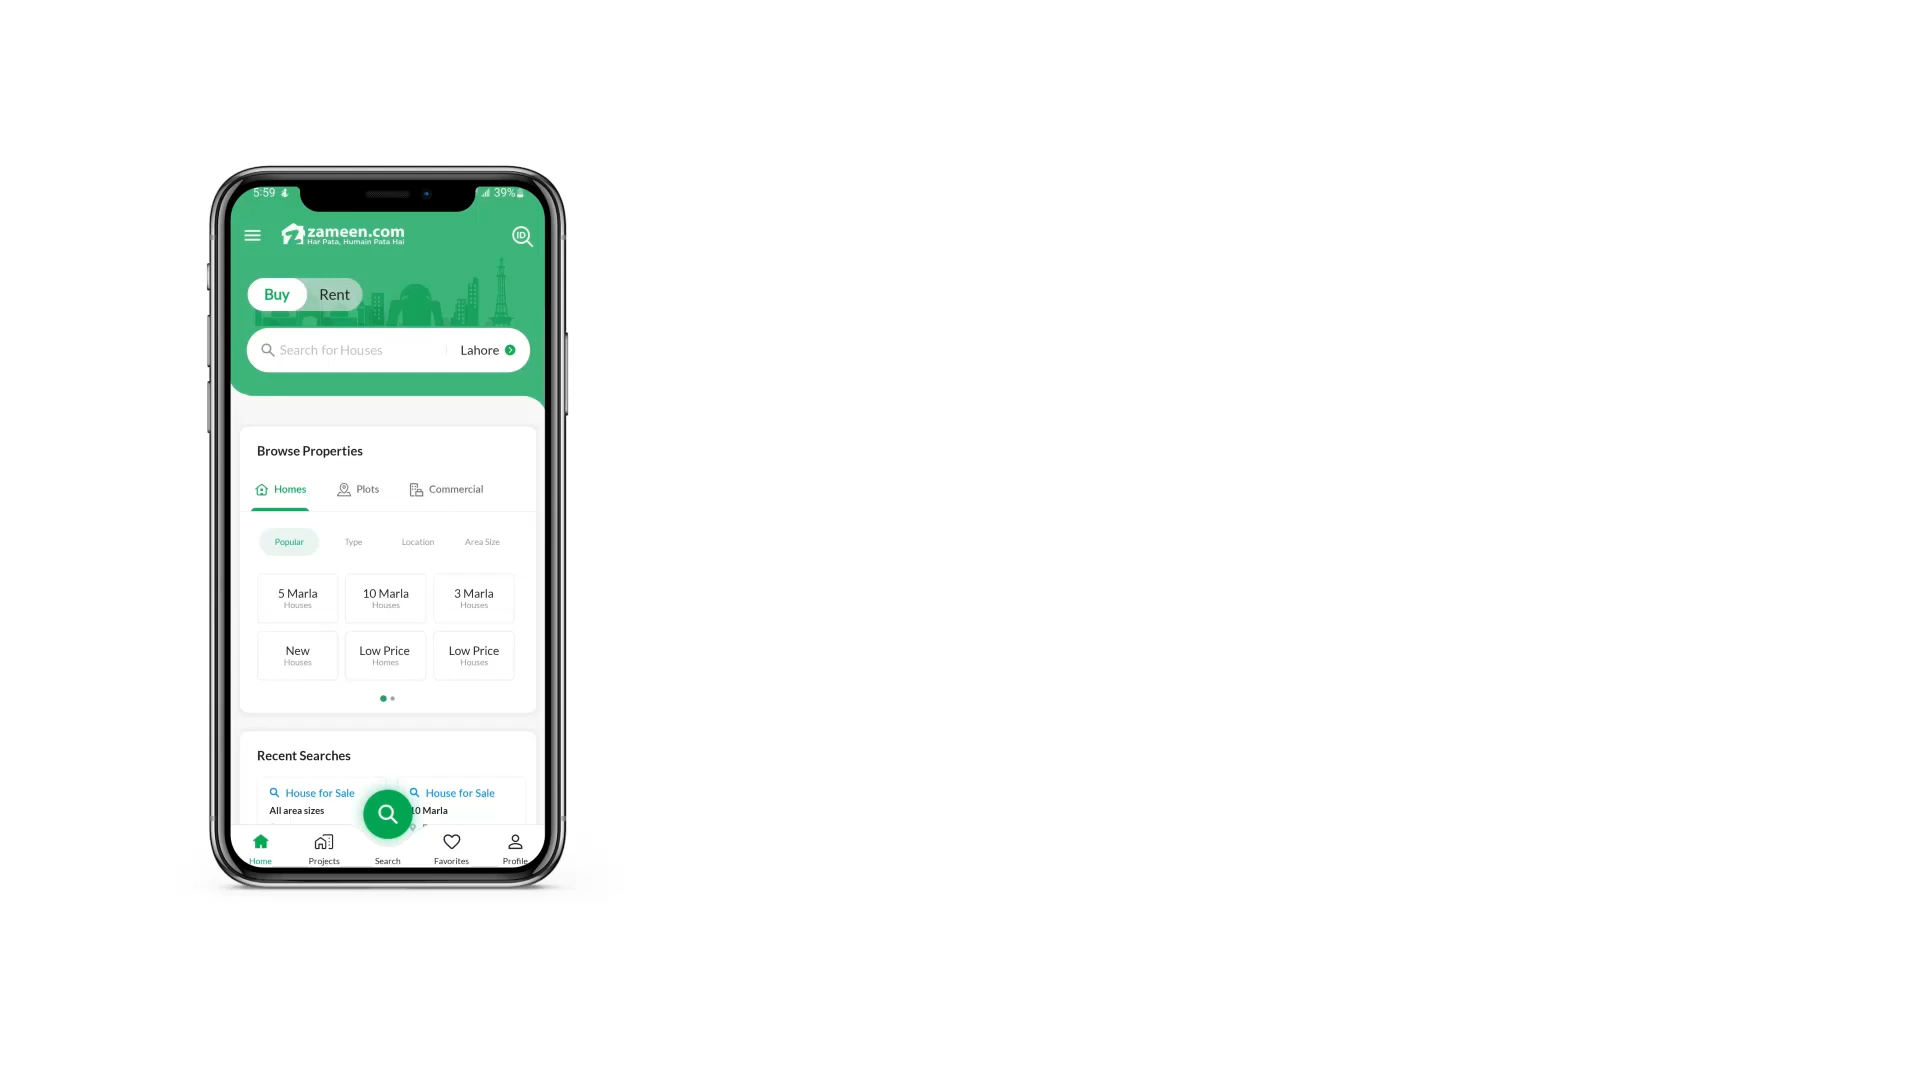 5:59 39%
zameen.com
Har Pata, Humain Pata Hai
ID
Buy Rent
Search for Houses Lahore
Browse Properties
Homes Plots Commercial
Popular Type Location Area Size
5 Marla 10 Marla 3 Marla
Houses Houses Houses
New Low Price Low Price
Houses Homes Houses
Recent Searches
House for Sale House for Sale
All area sizes 10 Marla
Home Projects Search Favorites Profile